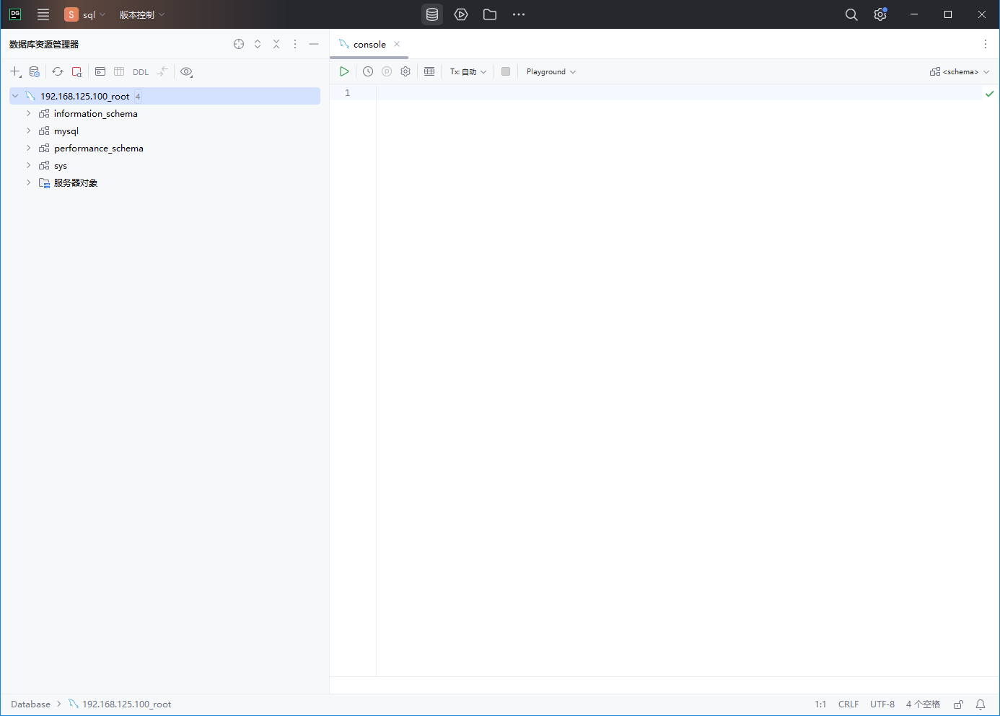 DG
S sql 版本控制
数据库资源管理器
console
DDL
Tx: 自动
Playground
<schema>
192.168.125.100_root 4
1
information_schema
mysql
performance_schema
sys
服务器对象
Database
192.168.125.100_root
1:1
CRLF
UTF-8
4 个空格